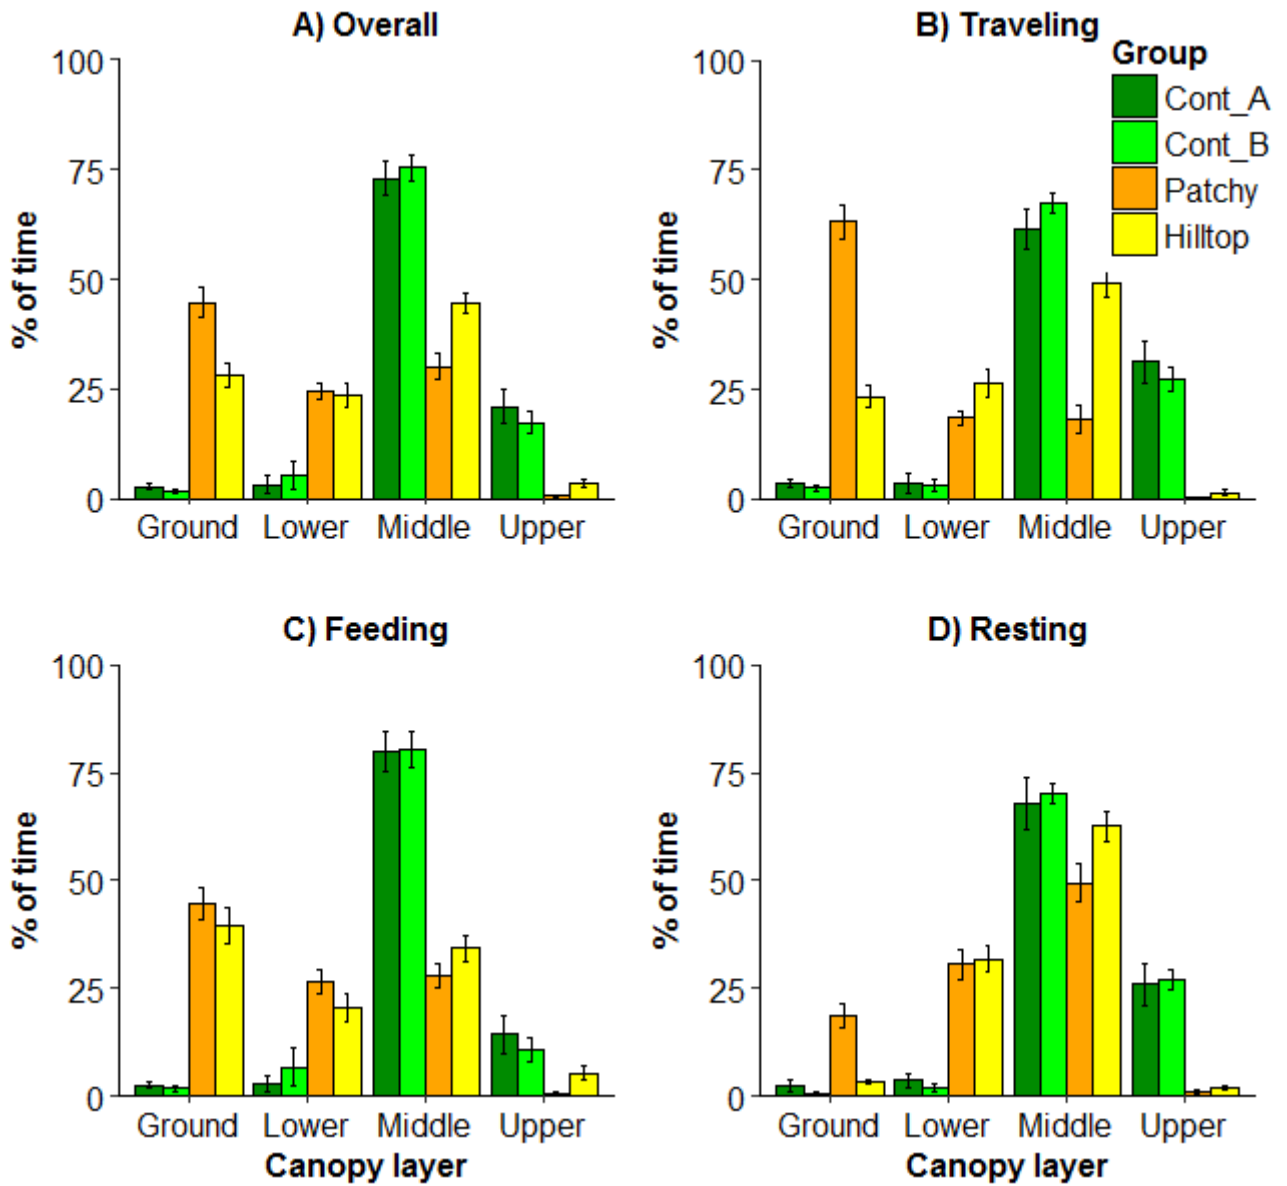 A) Overall
B) Traveling
Group
Cont_A
Cont_B
Patchy
Hilltop
% of time
100
75
50
25
0
Ground Lower Middle Upper
% of time
100
75
50
25
0
Ground Lower Middle Upper
C) Feeding
D) Resting
% of time
100
75
50
25
0
Ground Lower Middle Upper
Canopy layer
% of time
100
75
50
25
0
Ground Lower Middle Upper
Canopy layer